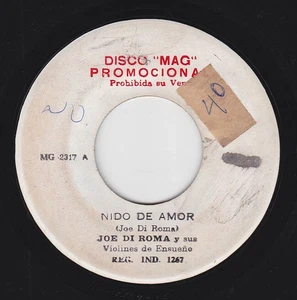 DISCO "MAG"
PROMOCIONA
Prohibida su Ven
40
MG 2317 A
NIDO DE AMOR
(Joe Di Roma)
JOE DI ROMA y sus
Violines de Ensueño
REG. IND. 1267